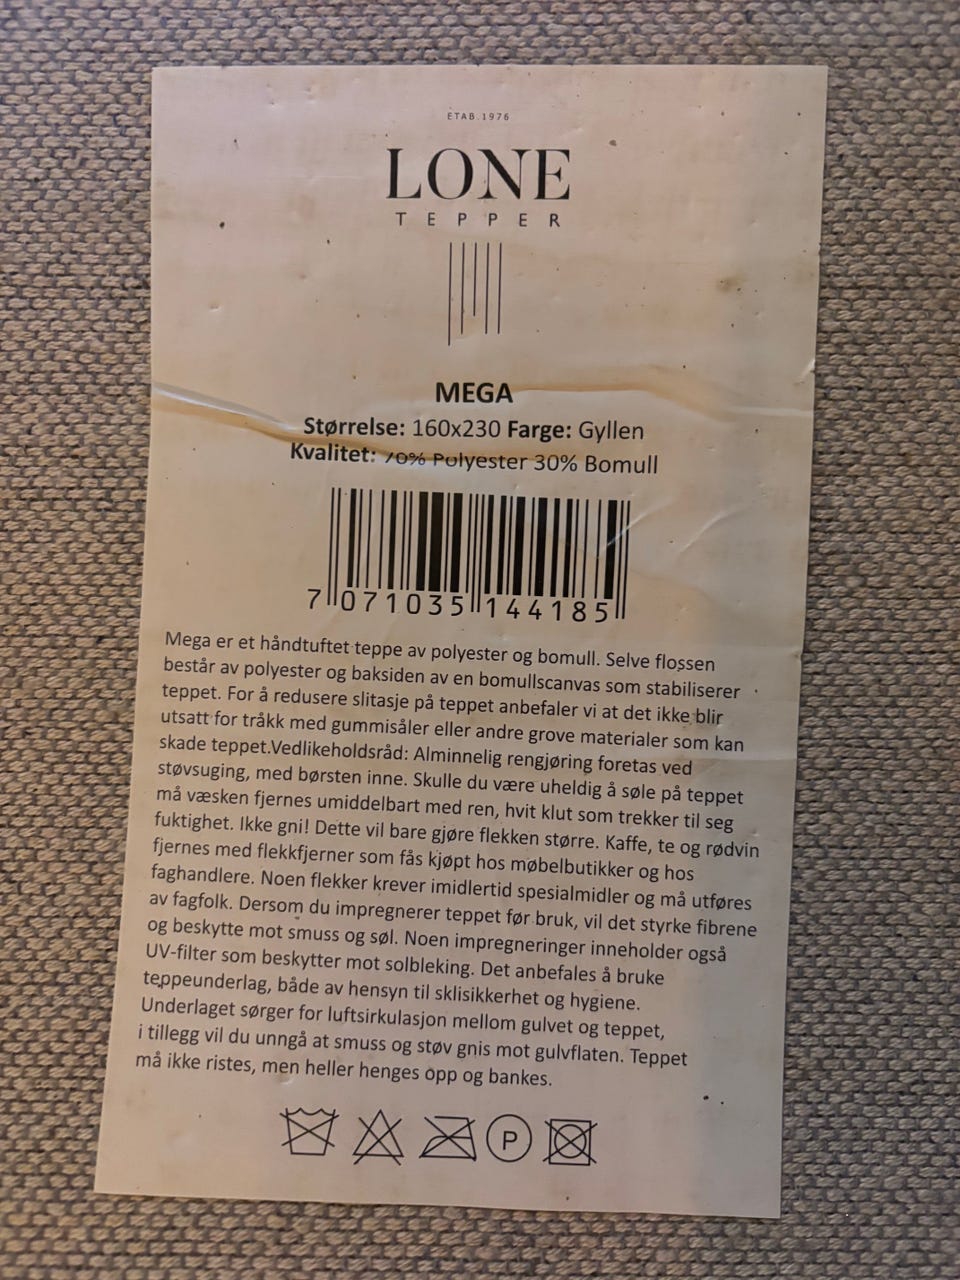 ETAB.1976
LONE
TEPPER
MEGA
Størrelse: 160x230 Farge: Gyllen
Kvalitet: 70% Polyester 30% Bomull
7 071035 144185
Mega er et håndtuftet teppe av polyester og bomull. Selve flossen
består av polyester og baksiden av en bomullscanvas som stabiliserer
teppet. For å redusere slitasje på teppet anbefaler vi at det ikke blir
utsatt for tråkk med gummisåler eller andre grove materialer som kan
skade teppet.Vedlikeholdsråd: Alminnelig rengjøring foretas ved
støvsuging, med børsten inne. Skulle du være uheldig å søle på teppet
må væsken fjernes umiddelbart med ren, hvit klut som trekker til seg
fuktighet. Ikke gni! Dette vil bare gjøre flekken større. Kaffe, te og rødvin
fjernes med flekkfjerner som fås kjøpt hos møbelbutikker og hos
faghandlere. Noen flekker krever imidlertid spesialmidler og må utføres
av fagfolk. Dersom du impregnerer teppet før bruk, vil det styrke fibrene
og beskytte mot smuss og søl. Noen impregneringer inneholder også
UV-filter som beskytter mot solbleking. Det anbefales å bruke
teppeunderlag, både av hensyn til sklisikkerhet og hygiene.
Underlaget sørger for luftsirkulasjon mellom gulvet og teppet,
i tillegg vil du unngå at smuss og støv gnis mot gulvflaten. Teppet
må ikke ristes, men heller henges opp og bankes.
P